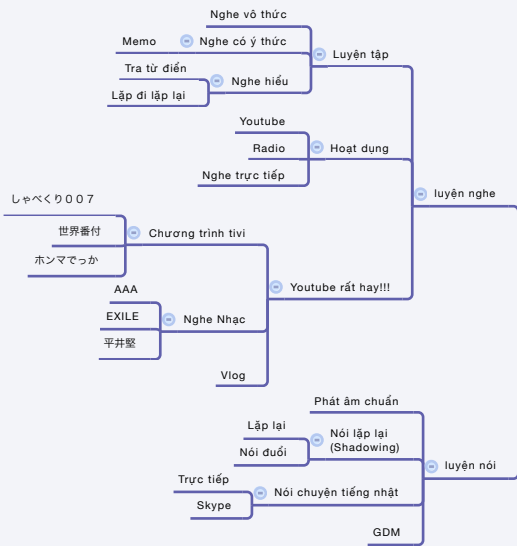 Nghe vô thức
Memo
Nghe có ý thức
Luyện tập
Tra từ điển
Nghe hiểu
Lặp đi lặp lại
Youtube
Radio
Hoạt dụng
Nghe trực tiếp
luyện nghe
しゃべくり007
世界番付
Chương trình tivi
ホンマでっか
Youtube rất hay!!!
AAA
EXILE
Nghe Nhạc
平井堅
Vlog
Phát âm chuẩn
Lặp lại
Nói lặp lại
(Shadowing)
Nói đuổi
luyện nói
Trực tiếp
Nói chuyện tiếng nhật
Skype
GDM